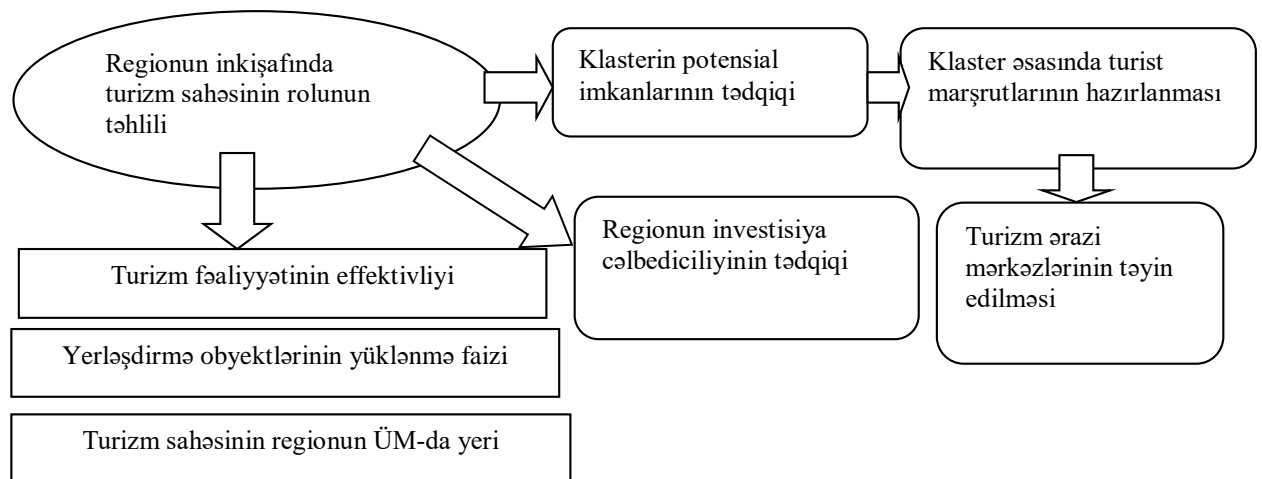 Regionun inkişafında
turizm sahəsinin rolunun
təhlili
Klasterin potensial
imkanlarının tədqiqi
Klaster əsasında turist
marşrutlarının hazırlanması
Regionun investisiya
cəlbediciliyinin tədqiqi
Turizm ərazi
mərkəzlərinin təyin
edilməsi
Turizm fəaliyyətinin effektivliyi
Yerləşdirmə obyektlərinin yüklənmə faizi
Turizm sahəsinin regionun ÜM-da yeri